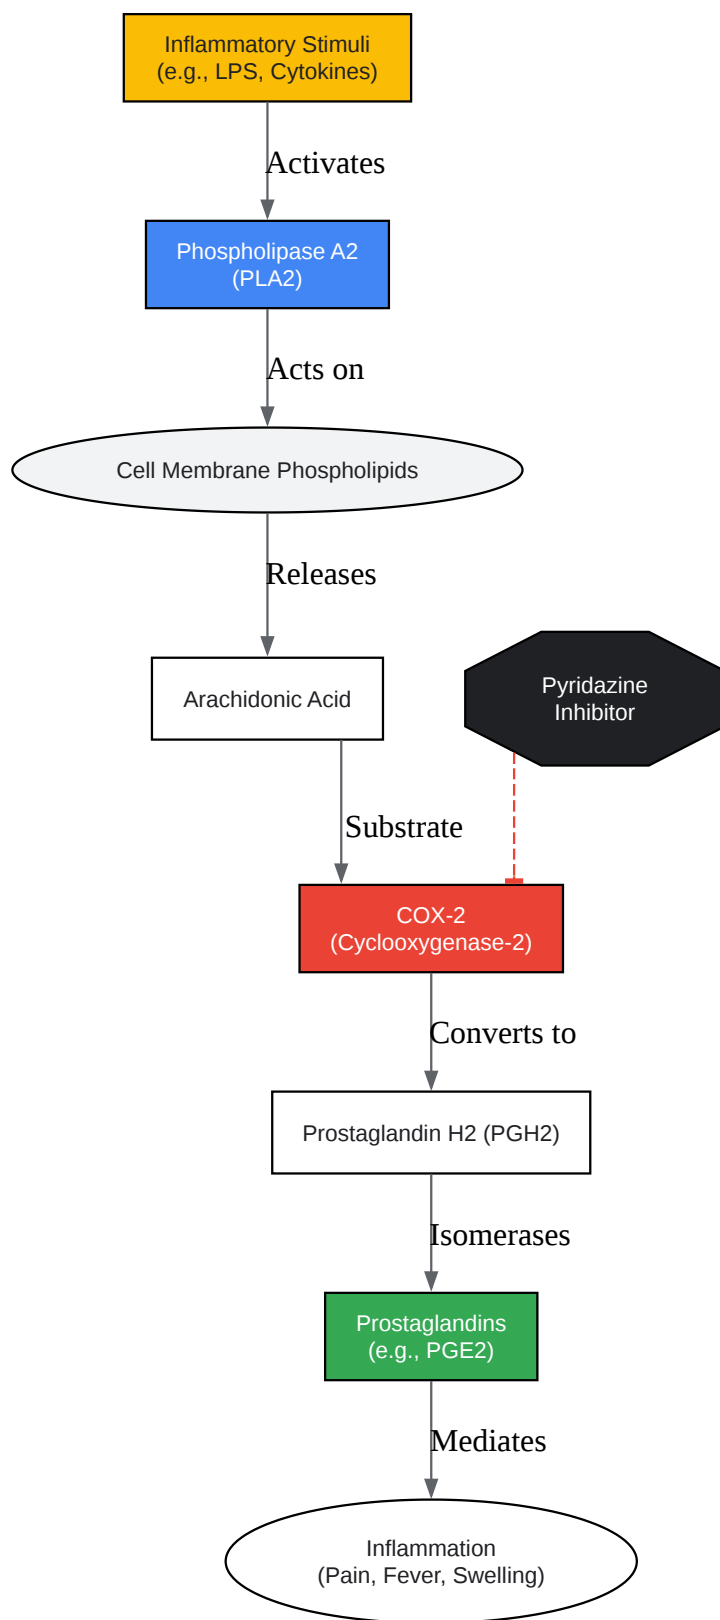 Inflammatory Stimuli
(e.g., LPS, Cytokines)
Activates
Phospholipase A2
(PLA2)
Acts on
Cell Membrane Phospholipids
Releases
Arachidonic Acid
Pyridazine
Inhibitor
Substrate
COX-2
(Cyclooxygenase-2)
Converts to
Prostaglandin H2 (PGH2)
Isomerases
Prostaglandins
(e.g., PGE2)
Mediates
Inflammation
(Pain, Fever, Swelling)